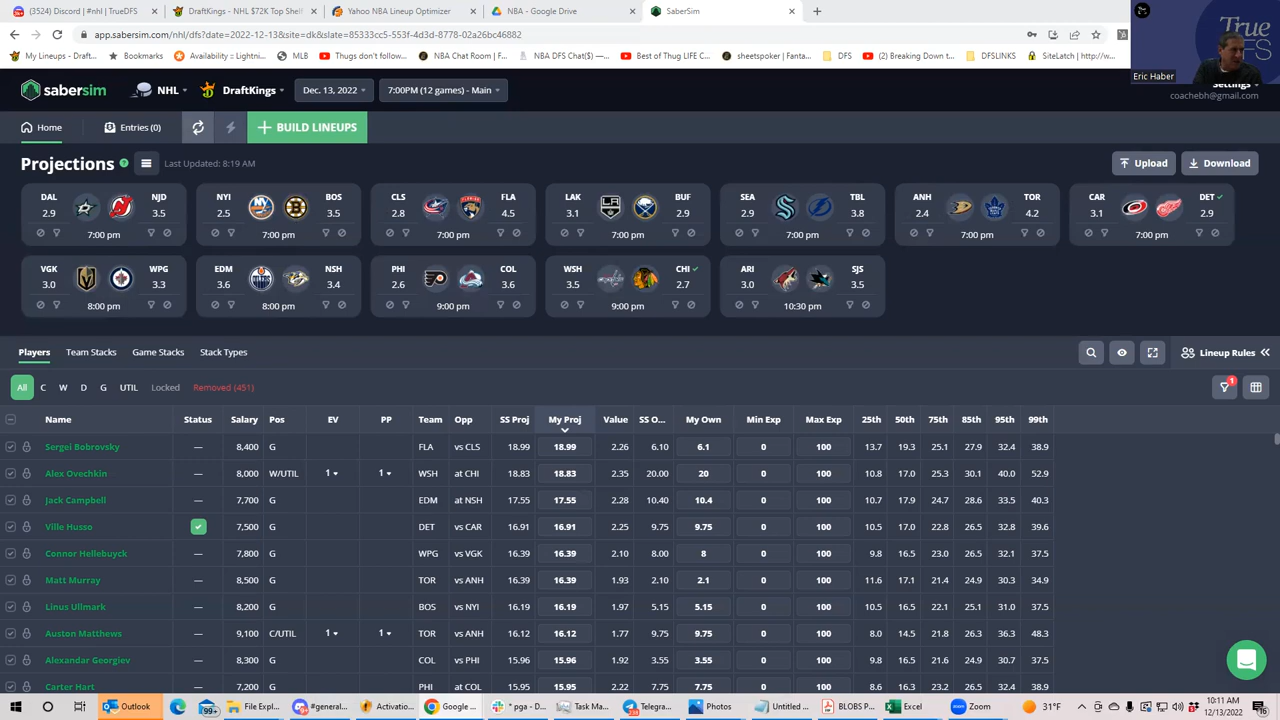 (3524) Discord | #nhl | TrueDFS
DraftKings - NHL $72K Top Shelf
Yahoo NBA Lineup Optimizer
NBA - Google Drive
SaberSim
app.sabersim.com/nhl/dfs?date=2022-12-13&site=dk&slate=85333cc5-553f-4d3d-8778-02a26bc46882
My Lineups - Draft...
Bookmarks
Availability :: Lightni...
MLB
Thugs don't follow...
NBA Chat Room | F...
NBA DFS Chat($) —...
Best of Thug LIFE C...
sheetspoker | Fanta...
DFS
(2) Breaking Down t...
DFSLINKS
SiteLatch | http://w...
True
DFS
Eric Haber
sabersim
NHL
DraftKings
Dec. 13, 2022
7:00PM (12 games) - Main
Settings
coachebh@gmail.com
Home
Entries (0)
BUILD LINEUPS
Projections
Last Updated: 8:19 AM
Upload
Download
DAL NJD
2.9 3.5
7:00 pm
NYI BOS
2.5 3.5
7:00 pm
CLS FLA
2.8 4.5
7:00 pm
LAK BUF
3.1 2.9
7:00 pm
SEA TBL
2.9 3.8
7:00 pm
ANH TOR
2.4 4.2
7:00 pm
CAR DET
3.1 2.9
7:00 pm
VGK WPG
3.0 3.3
8:00 pm
EDM NSH
3.6 3.4
8:00 pm
PHI COL
2.6 3.6
9:00 pm
WSH CHI
3.5 2.7
9:00 pm
ARI SJS
3.0 3.5
10:30 pm
Players Team Stacks Game Stacks Stack Types
Lineup Rules
All C W D G UTIL Locked Removed (451)
1
Name Status Salary Pos EV PP Team Opp SS Proj My Proj Value SS O... My Own Min Exp Max Exp 25th 50th 75th 85th 95th 99th
Sergei Bobrovsky — 8,400 G FLA vs CLS 18.99 18.99 2.26 6.10 6.1 0 100 13.7 19.3 25.1 27.9 32.4 38.9
Alex Ovechkin — 8,000 W/UTIL 1 1 WSH at CHI 18.83 18.83 2.35 20.00 20 0 100 10.8 17.0 25.3 30.1 40.0 52.9
Jack Campbell — 7,700 G EDM at NSH 17.55 17.55 2.28 10.40 10.4 0 100 10.7 17.9 24.7 28.6 33.5 40.3
Ville Husso 7,500 G DET vs CAR 16.91 16.91 2.25 9.75 9.75 0 100 10.5 17.0 22.8 26.5 32.8 39.6
Connor Hellebuyck — 7,800 G WPG vs VGK 16.39 16.39 2.10 8.00 8 0 100 9.8 16.5 23.0 26.5 32.1 37.5
Matt Murray — 8,500 G TOR vs ANH 16.39 16.39 1.93 2.10 2.1 0 100 11.6 17.1 21.4 24.9 30.3 34.9
Linus Ullmark — 8,200 G BOS vs NYI 16.19 16.19 1.97 5.15 5.15 0 100 10.5 16.5 22.1 25.1 31.0 37.5
Auston Matthews — 9,100 C/UTIL 1 1 TOR vs ANH 16.12 16.12 1.77 9.75 9.75 0 100 8.0 14.5 21.8 26.3 36.3 48.3
Alexandar Georgiev — 8,300 G COL vs PHI 15.96 15.96 1.92 3.55 3.55 0 100 9.8 16.5 21.6 24.9 30.7 37.5
Carter Hart — 7,200 G PHI at COL 15.95 15.95 2.22 7.75 7.75 0 100 8.6 16.3 23.2 26.5 31.4 38.9
Outlook
99+
File Expl...
#general...
Activatio...
Google ...
* pga - D...
Task Ma...
Telegra...
Photos
Untitled ...
BLOBS P...
Excel
Zoom
31°F
10:11 AM
12/13/2022